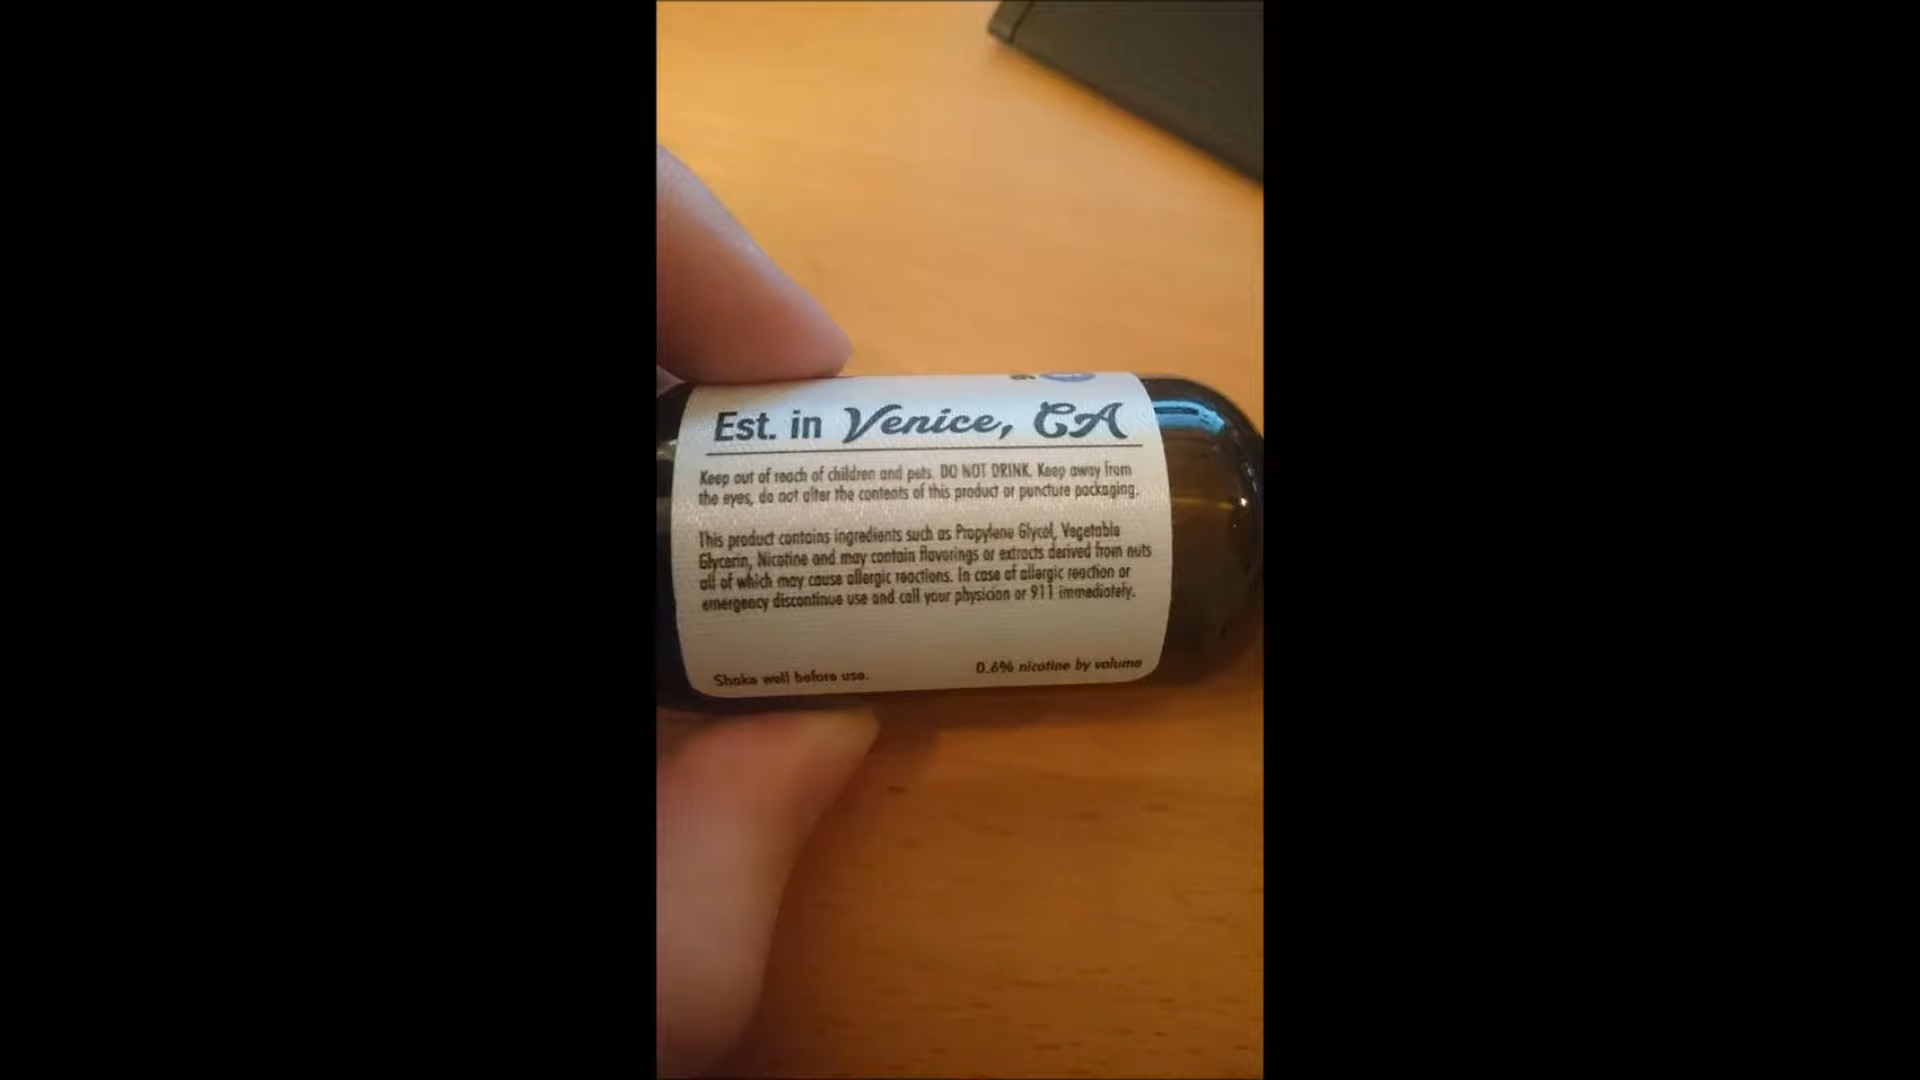 Est. in Venice, CA
Keep out of reach of children and pets. DO NOT DRINK. Keep away from
the eyes, do not alter the contents of this product or puncture packaging.
This product contains ingredients such as Propylene Glycol, Vegetable
Glycerin, Nicotine and may contain flavorings or extracts derived from nuts
all of which may cause allergic reactions. In case of allergic reaction or
emergency discontinue use and call your physician or 911 immediately.
Shake well before use.
0.6% nicotine by volume